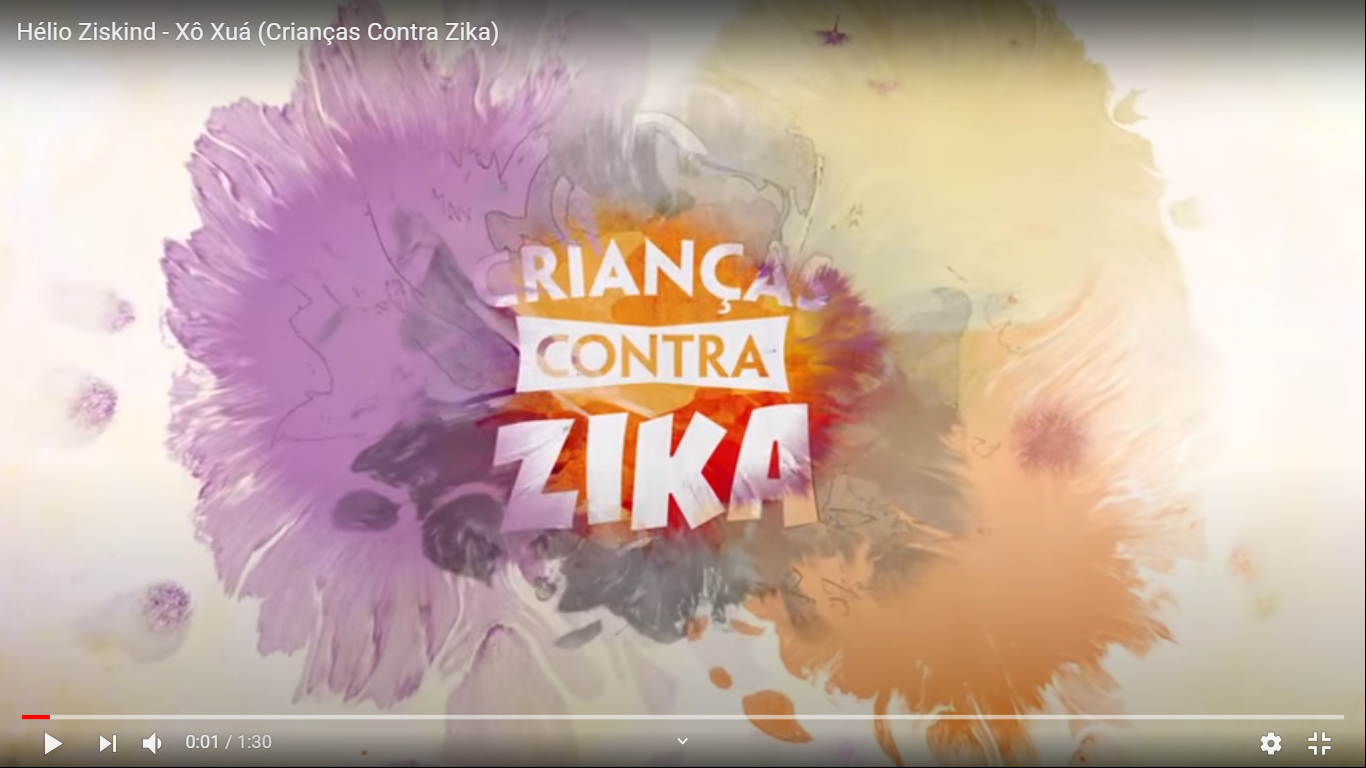 Hélio Ziskind - Xô Xuá (Crianças Contra Zika)
CRIANÇAS
CONTRA
ZIKA
0:01 / 1:30